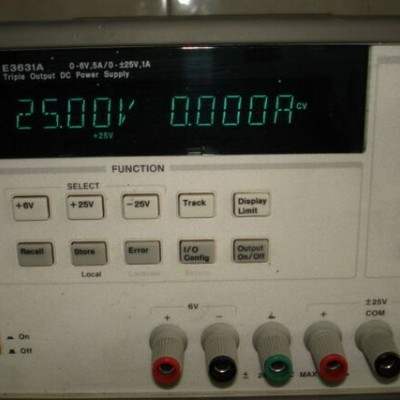 E3631A 0-6V,5A/0-±25V,1A
Triple Output DC Power Supply
25.00V 0.000A CV
+25V
FUNCTION
SELECT
+6V +25V -25V Track Display Limit
Recall Store Error I/O Config Output On/Off
Local
6V ±25V
+ - + COM
On
Off
± MAX